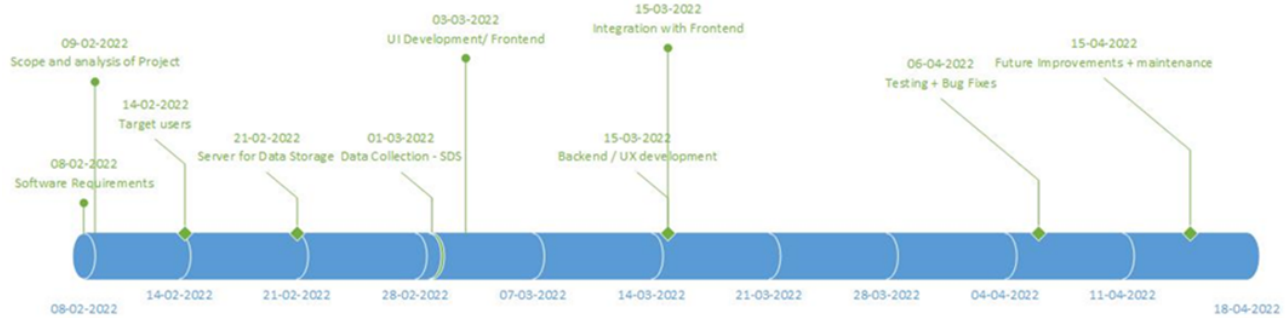 15-03-2022
Integration with Frontend
03-03-2022
UI Development/ Frontend
09-02-2022
Scope and analysis of Project
15-04-2022
Future Improvements + maintenance
06-04-2022
Testing + Bug Fixes
14-02-2022
Target users
21-02-2022
Server for Data Storage
01-03-2022
Data Collection - SDS
15-03-2022
Backend / UX development
08-02-2022
Software Requirements
14-02-2022
21-02-2022
28-02-2022
07-03-2022
14-03-2022
21-03-2022
28-03-2022
04-04-2022
11-04-2022
08-02-2022
18-04-2022